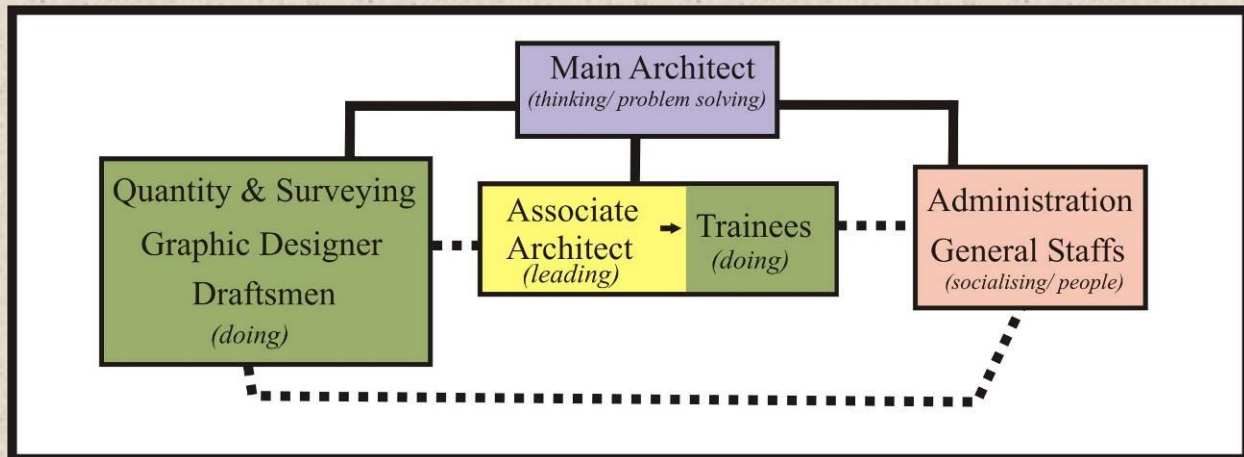 Main Architect
(thinking/ problem solving)
Quantity & Surveying
Graphic Designer
Draftsmen
(doing)
Associate
Architect
(leading)
Trainees
(doing)
Administration
General Staffs
(socialising/ people)